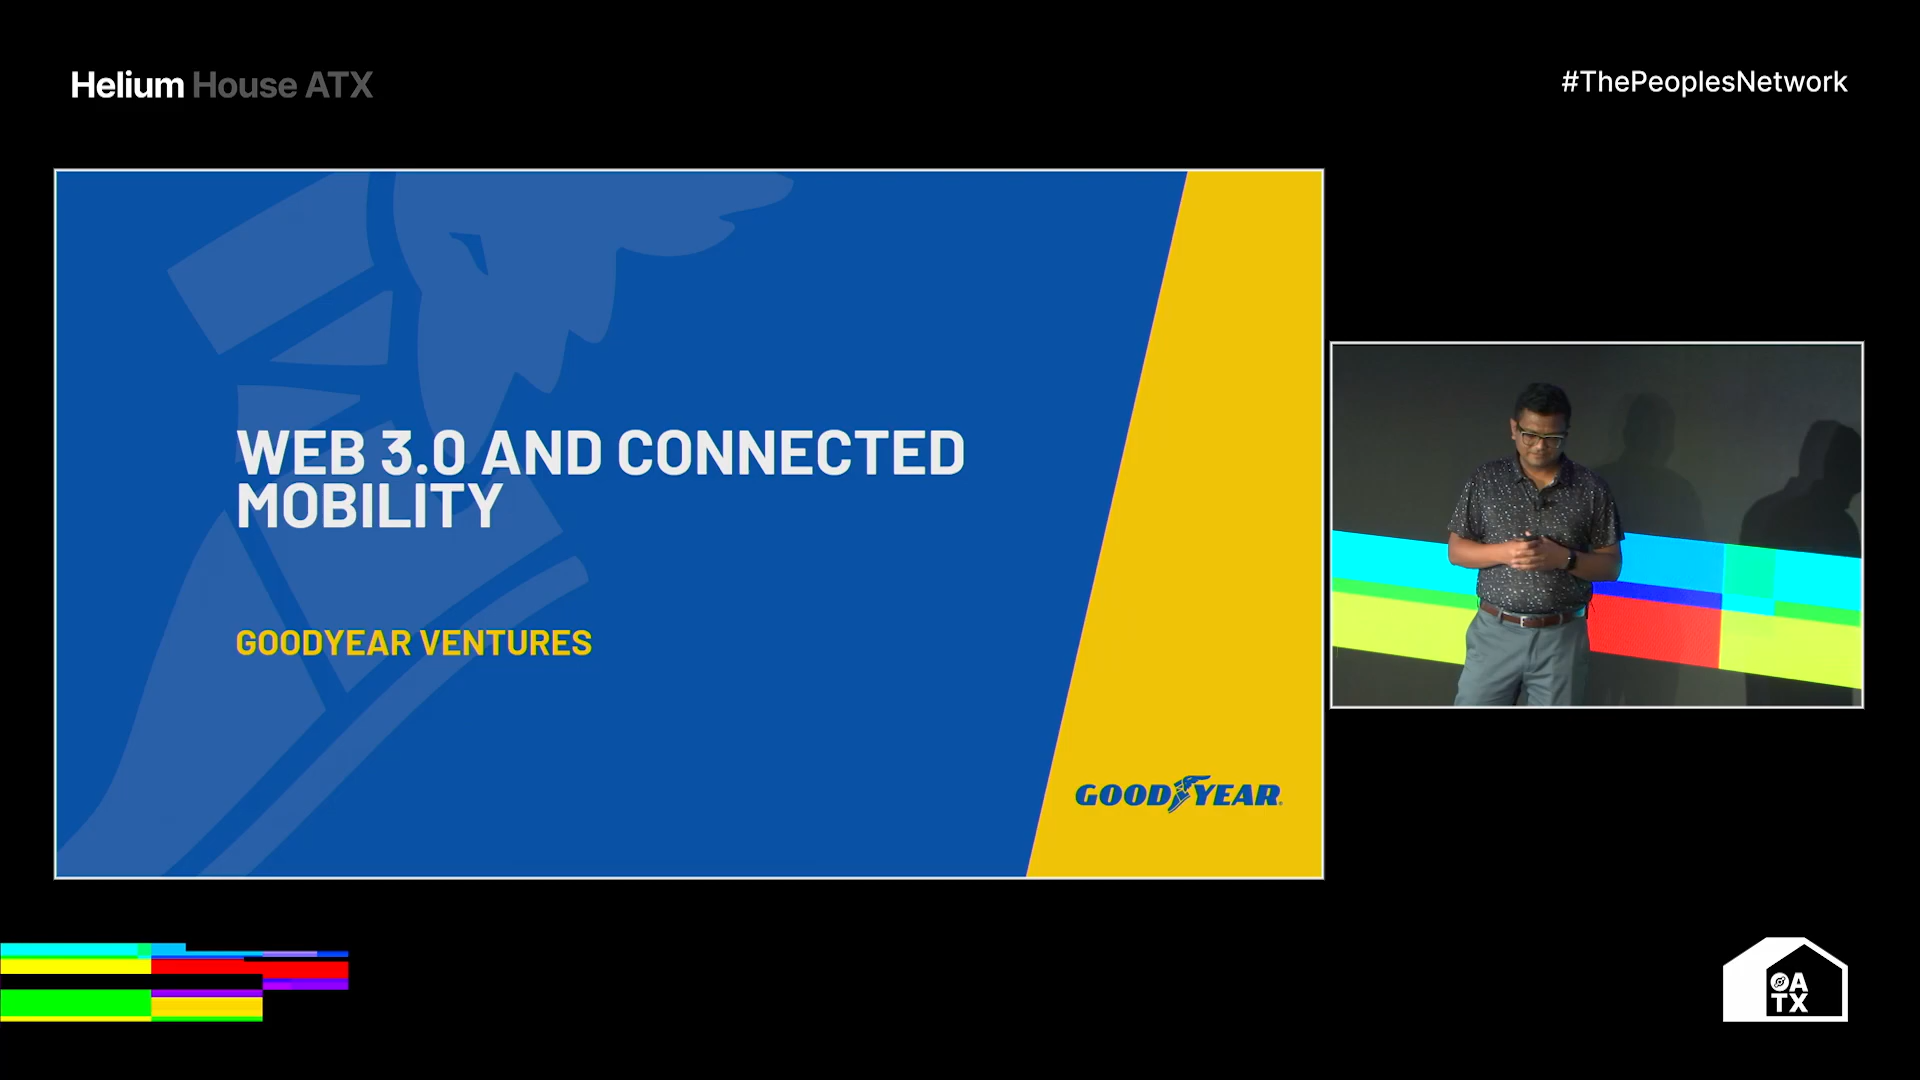 Helium House ATX
#ThePeoplesNetwork
WEB 3.0 AND CONNECTED
MOBILITY
GOODYEAR VENTURES
GOODYEAR
ATX